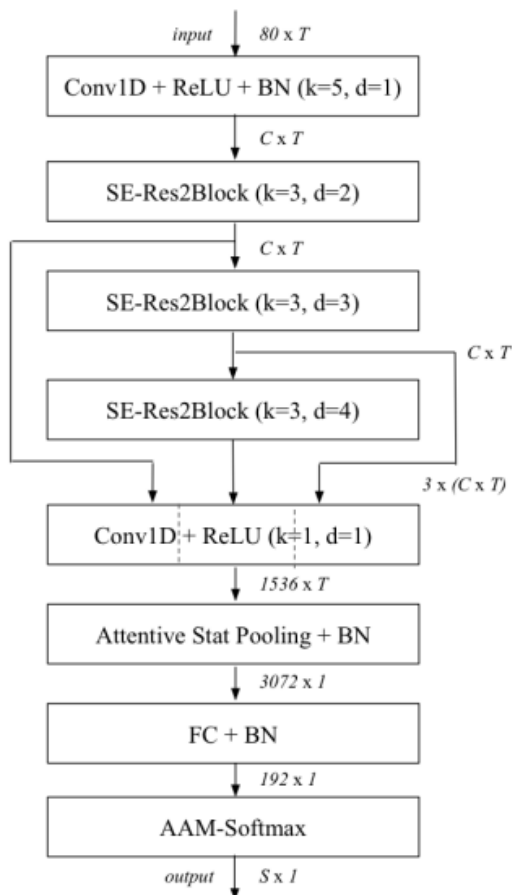 input 80 x T
Conv1D + ReLU + BN (k=5, d=1)
C x T
SE-Res2Block (k=3, d=2)
C x T
SE-Res2Block (k=3, d=3)
C x T
SE-Res2Block (k=3, d=4)
3 x (C x T)
Conv1D + ReLU (k=1, d=1)
1536 x T
Attentive Stat Pooling + BN
3072 x 1
FC + BN
192 x 1
AAM-Softmax
output S x 1